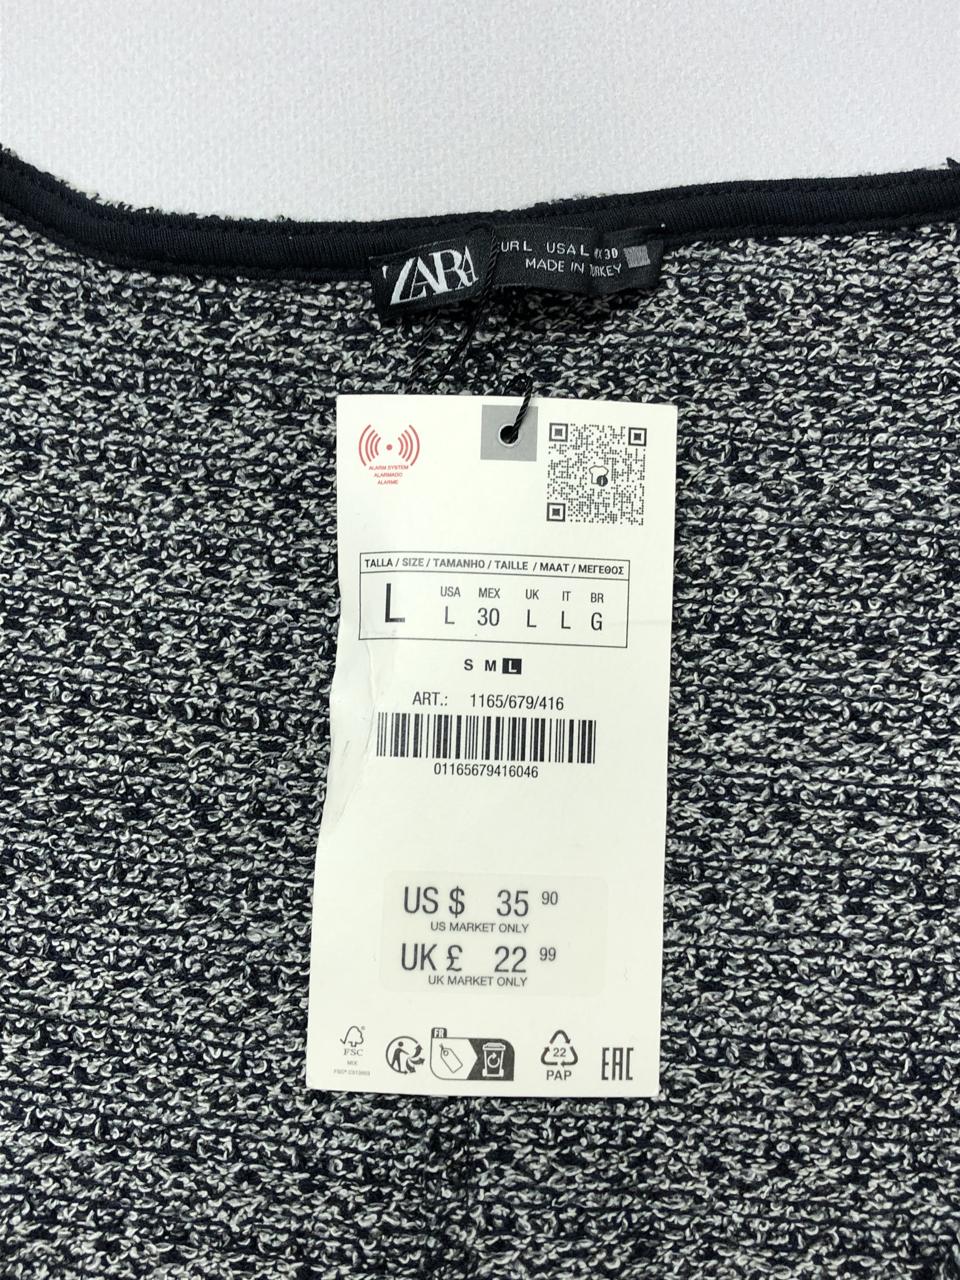 ZARA
EUR L USA L MX 30
MADE IN TURKEY
ALARM SYSTEM
ALARMADO
ALARME
TALLA / SIZE / TAMANHO / TAILLE / MAAT / ΜΕΓΕΘΟΣ
L
USA MEX UK IT BR
L 30 L L G
S M L
ART.: 1165/679/416
01165679416046
US $ 35 90
US MARKET ONLY
UK £ 22 99
UK MARKET ONLY
FSC
MIX
FR
22
PAP
EAC